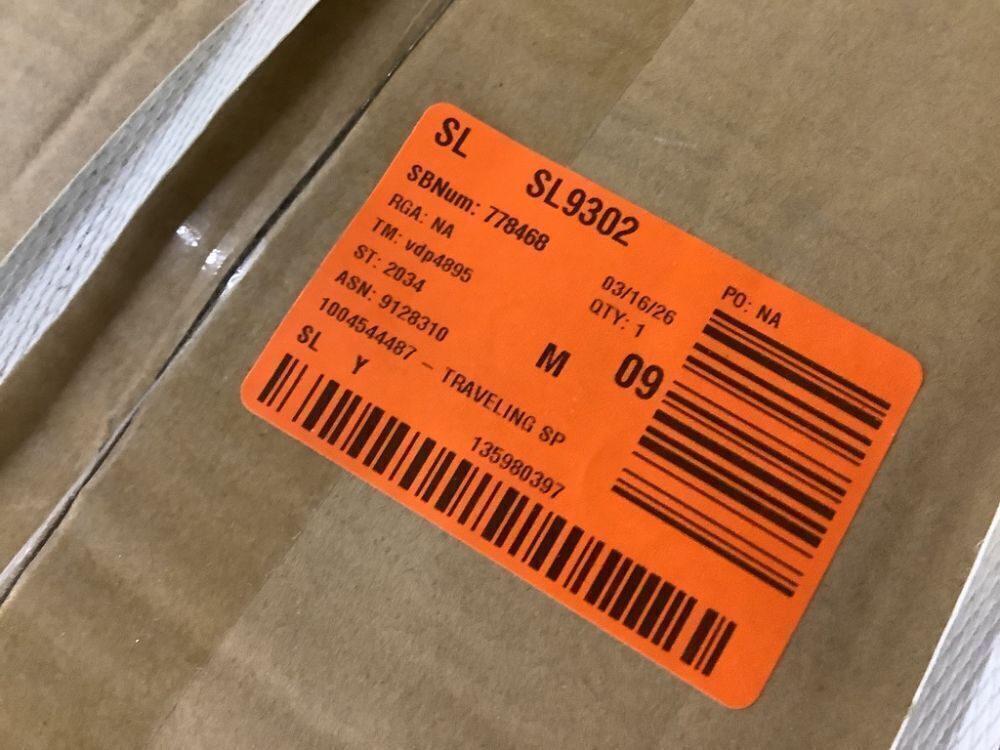 SL SL9302
SBNum: 778468
RGA: NA
TM: vdp4895
ST: 2034
ASN: 9128310
1004544487 - TRAVELING SP
SL Y
03/16/26
QTY: 1
M 09
PO: NA
135980397